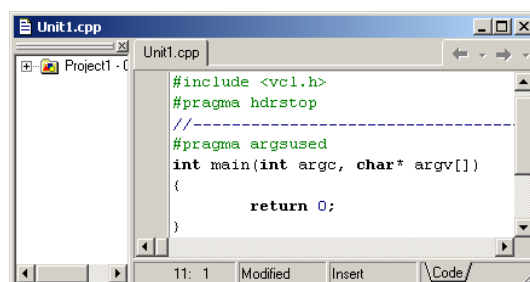 Unit1.cpp
Project1 - C
Unit1.cpp
#include <vcl.h>
#pragma hdrstop
//-----------------------------------
#pragma argsused
int main(int argc, char* argv[])
{
return 0;
}
11: 1 Modified Insert \Code/